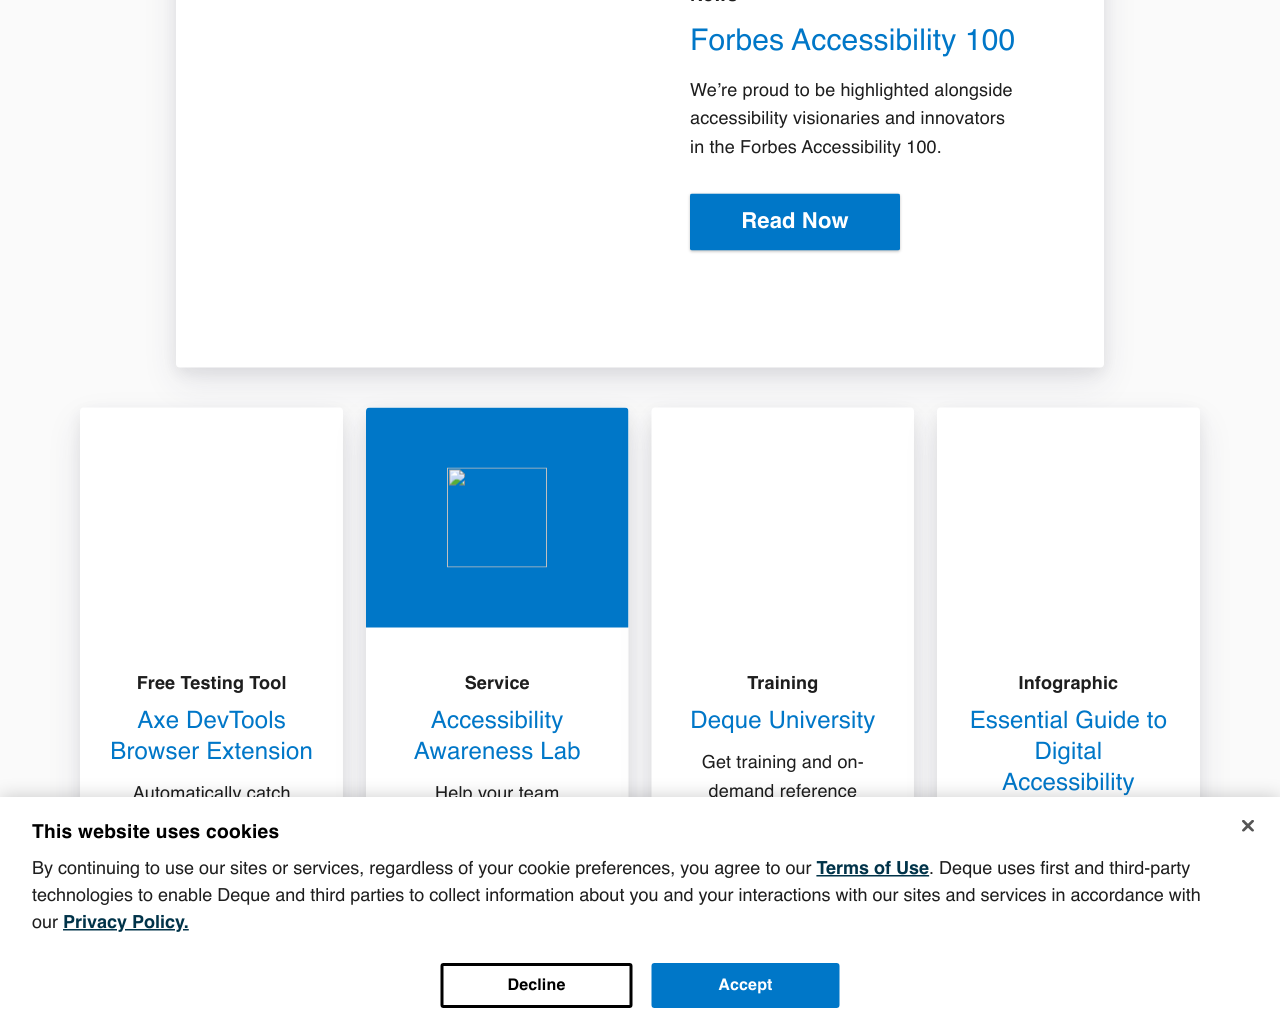 Forbes Accessibility 100
We’re proud to be highlighted alongside
accessibility visionaries and innovators
in the Forbes Accessibility 100.
Read Now
Free Testing Tool
Axe DevTools
Browser Extension
Automatically catch
Service
Accessibility
Awareness Lab
Help your team
Training
Deque University
Get training and on-
demand reference
Infographic
Essential Guide to
Digital
Accessibility
This website uses cookies
By continuing to use our sites or services, regardless of your cookie preferences, you agree to our Terms of Use. Deque uses first and third-party
technologies to enable Deque and third parties to collect information about you and your interactions with our sites and services in accordance with
our Privacy Policy.
Decline
Accept